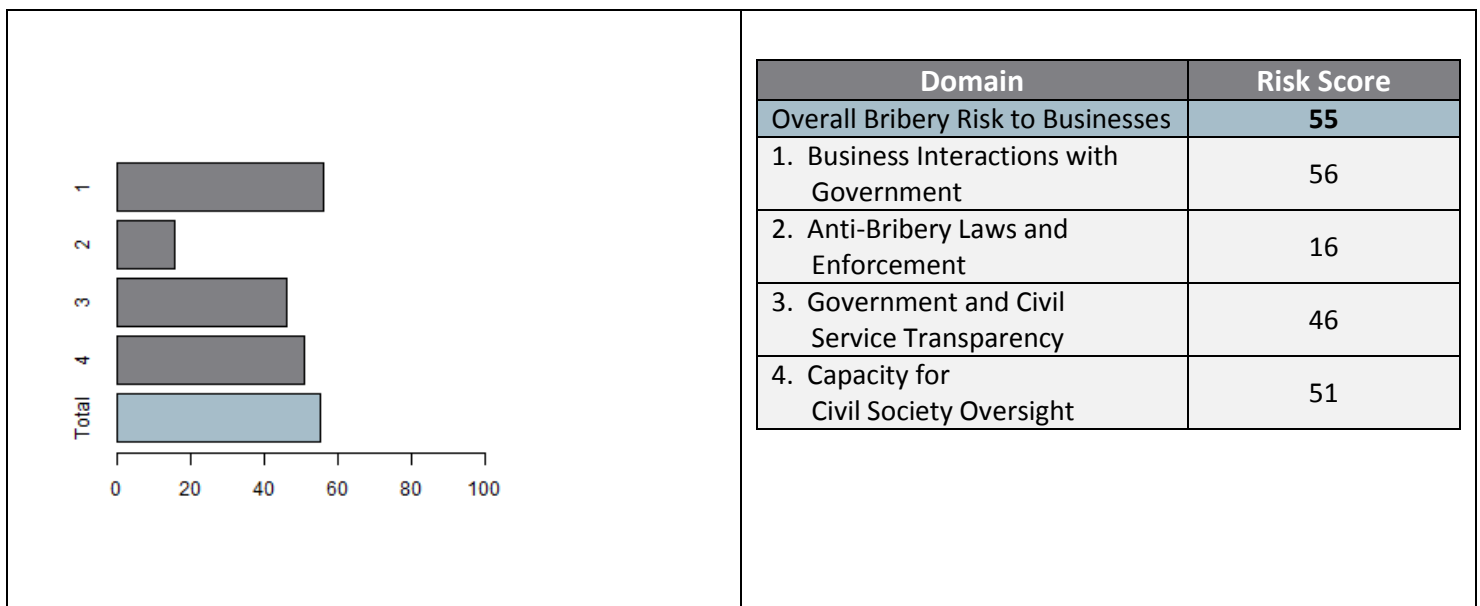 1
2
3
4
Total
0 20 40 60 80 100
Domain Risk Score
Overall Bribery Risk to Businesses 55
1. Business Interactions with
Government
56
2. Anti-Bribery Laws and
Enforcement
16
3. Government and Civil
Service Transparency
46
4. Capacity for
Civil Society Oversight
51